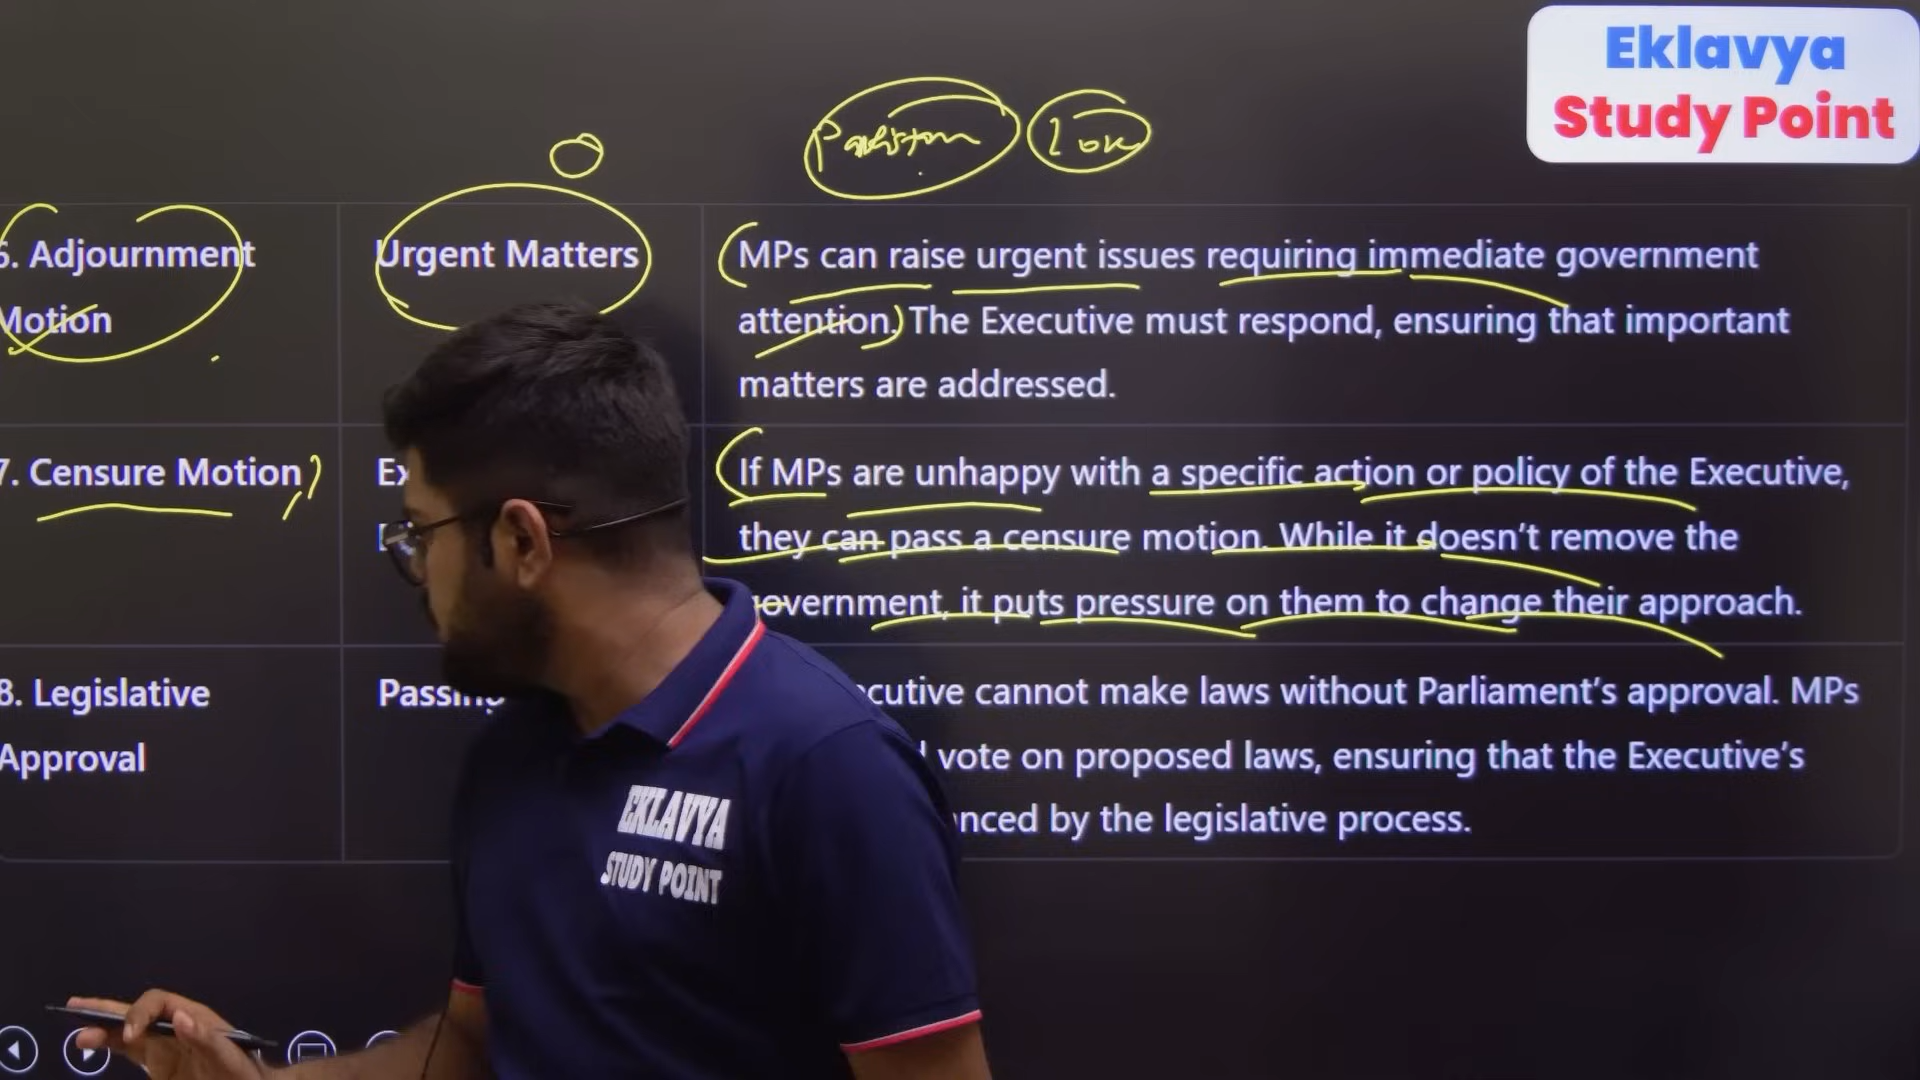 Eklavya
Study Point
6. Adjournment
Motion
Urgent Matters
MPs can raise urgent issues requiring immediate government
attention. The Executive must respond, ensuring that important
matters are addressed.
7. Censure Motion
If MPs are unhappy with a specific action or policy of the Executive,
they can pass a censure motion. While it doesn't remove the
government, it puts pressure on them to change their approach.
8. Legislative
Approval
cannot make laws without Parliament's approval. MPs
vote on proposed laws, ensuring that the Executive's
by the legislative process.
EKLAVYA
STUDY POINT